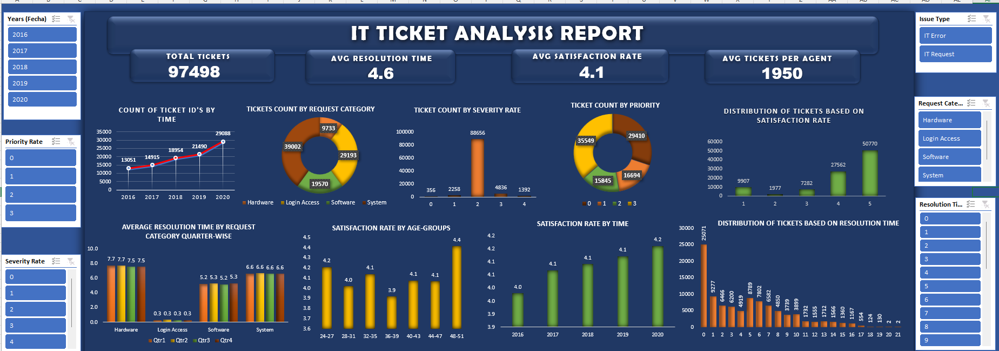 Years (Fecha)
2016
2017
2018
2019
2020
Priority Rate
0
1
2
3
Severity Rate
0
1
2
3
4
IT TICKET ANALYSIS REPORT
TOTAL TICKETS
97498
AVG RESOLUTION TIME
4.6
AVG SATISFACTION RATE
4.1
AVG TICKETS PER AGENT
1950
COUNT OF TICKET ID'S BY
TIME
35000
30000
25000
20000
15000
10000
5000
0
13051
14915
18954
21490
29088
2016 2017 2018 2019 2020
TICKETS COUNT BY REQUEST CATEGORY
9733
29193
19570
39002
Hardware Login Access Software System
TICKET COUNT BY SEVERITY RATE
100000
80000
60000
40000
20000
0
356 2258 88656 4836 1392
0 1 2 3 4
TICKET COUNT BY PRIORITY
29410
16694
15845
35549
0 1 2 3
DISTRIBUTION OF TICKETS BASED ON
SATISFACTION RATE
60000
50000
40000
30000
20000
10000
0
9907 1977 7282 27562 50770
1 2 3 4 5
AVERAGE RESOLUTION TIME BY REQUEST
CATEGORY QUARTER-WISE
10.0
8.0
6.0
4.0
2.0
0.0
7.7 7.7 7.5 7.5 0.3 0.3 0.3 0.3 5.2 5.3 5.2 5.3 6.6 6.6 6.6 6.6
Hardware Login Access Software System
Qtr1 Qtr2 Qtr3 Qtr4
SATISFACTION RATE BY AGE-GROUPS
4.5
4.4
4.3
4.2
4.1
4.0
3.9
3.8
3.7
3.6
4.2 4.0 4.1 3.9 4.1 4.1 4.4
24-27 28-31 32-35 36-39 40-43 44-47 48-51
SATISFACTION RATE BY TIME
4.2
4.2
4.1
4.1
4.0
4.0
3.9
3.9
4.0 4.1 4.1 4.1 4.2
2016 2017 2018 2019 2020
DISTRIBUTION OF TICKETS BASED ON RESOLUTION TIME
30000
25000
20000
15000
10000
5000
0
25071 9277 6466 6200 4919 8789 7802 6582 4850 3739 3899 1732 1555 1712 1566 1360 1167 554 124 130 2 2
0 1 2 3 4 5 6 7 8 9 10 11 12 13 14 15 16 17 18 19 20 21
Issue Type
IT Error
IT Request
Request Cate...
Hardware
Login Access
Software
System
Resolution Ti...
0
1
2
3
4
5
6
7
8
9